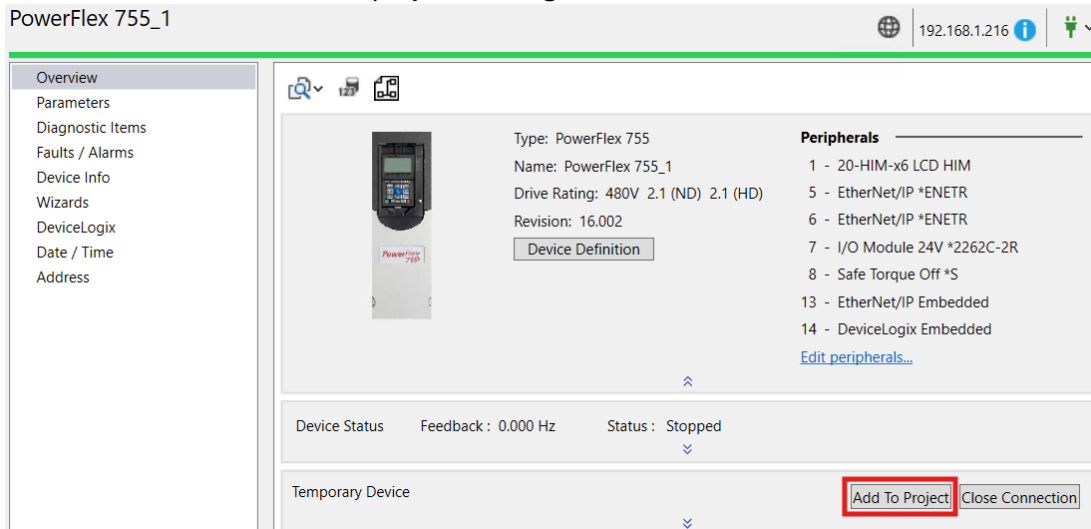 PowerFlex 755_1
192.168.1.216
Overview
Parameters
Diagnostic Items
Faults / Alarms
Device Info
Wizards
DeviceLogix
Date / Time
Address
123
PowerFlex
755
Type: PowerFlex 755
Name: PowerFlex 755_1
Drive Rating: 480V 2.1 (ND) 2.1 (HD)
Revision: 16.002
Device Definition
Peripherals
1 - 20-HIM-x6 LCD HIM
5 - EtherNet/IP *ENETR
6 - EtherNet/IP *ENETR
7 - I/O Module 24V *2262C-2R
8 - Safe Torque Off *S
13 - EtherNet/IP Embedded
14 - DeviceLogix Embedded
Edit peripherals...
Device Status Feedback : 0.000 Hz Status : Stopped
Temporary Device
Add To Project Close Connection